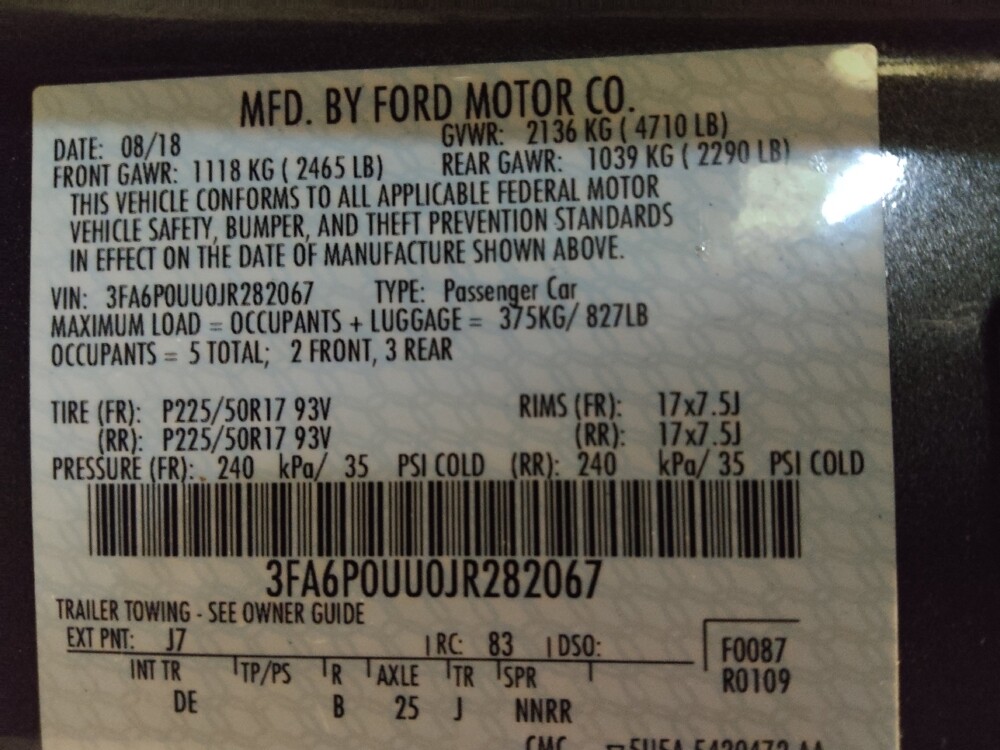 MFD. BY FORD MOTOR CO.
DATE: 08/18 GVWR: 2136 KG ( 4710 LB)
FRONT GAWR: 1118 KG ( 2465 LB) REAR GAWR: 1039 KG ( 2290 LB)
THIS VEHICLE CONFORMS TO ALL APPLICABLE FEDERAL MOTOR
VEHICLE SAFETY, BUMPER, AND THEFT PREVENTION STANDARDS
IN EFFECT ON THE DATE OF MANUFACTURE SHOWN ABOVE.
VIN: 3FA6P0UU0JR282067 TYPE: Passenger Car
MAXIMUM LOAD = OCCUPANTS + LUGGAGE = 375KG/ 827LB
OCCUPANTS = 5 TOTAL; 2 FRONT, 3 REAR
TIRE (FR): P225/50R17 93V RIMS (FR): 17x7.5J
(RR): P225/50R17 93V (RR): 17x7.5J
PRESSURE (FR): 240 kPa/ 35 PSI COLD (RR): 240 kPa/ 35 PSI COLD
3FA6P0UU0JR282067
TRAILER TOWING - SEE OWNER GUIDE
EXT PNT: J7 RC: 83 DSO: F0087
INT TR TP/PS R AXLE TR SPR R0109
DE B 25 J NNRR